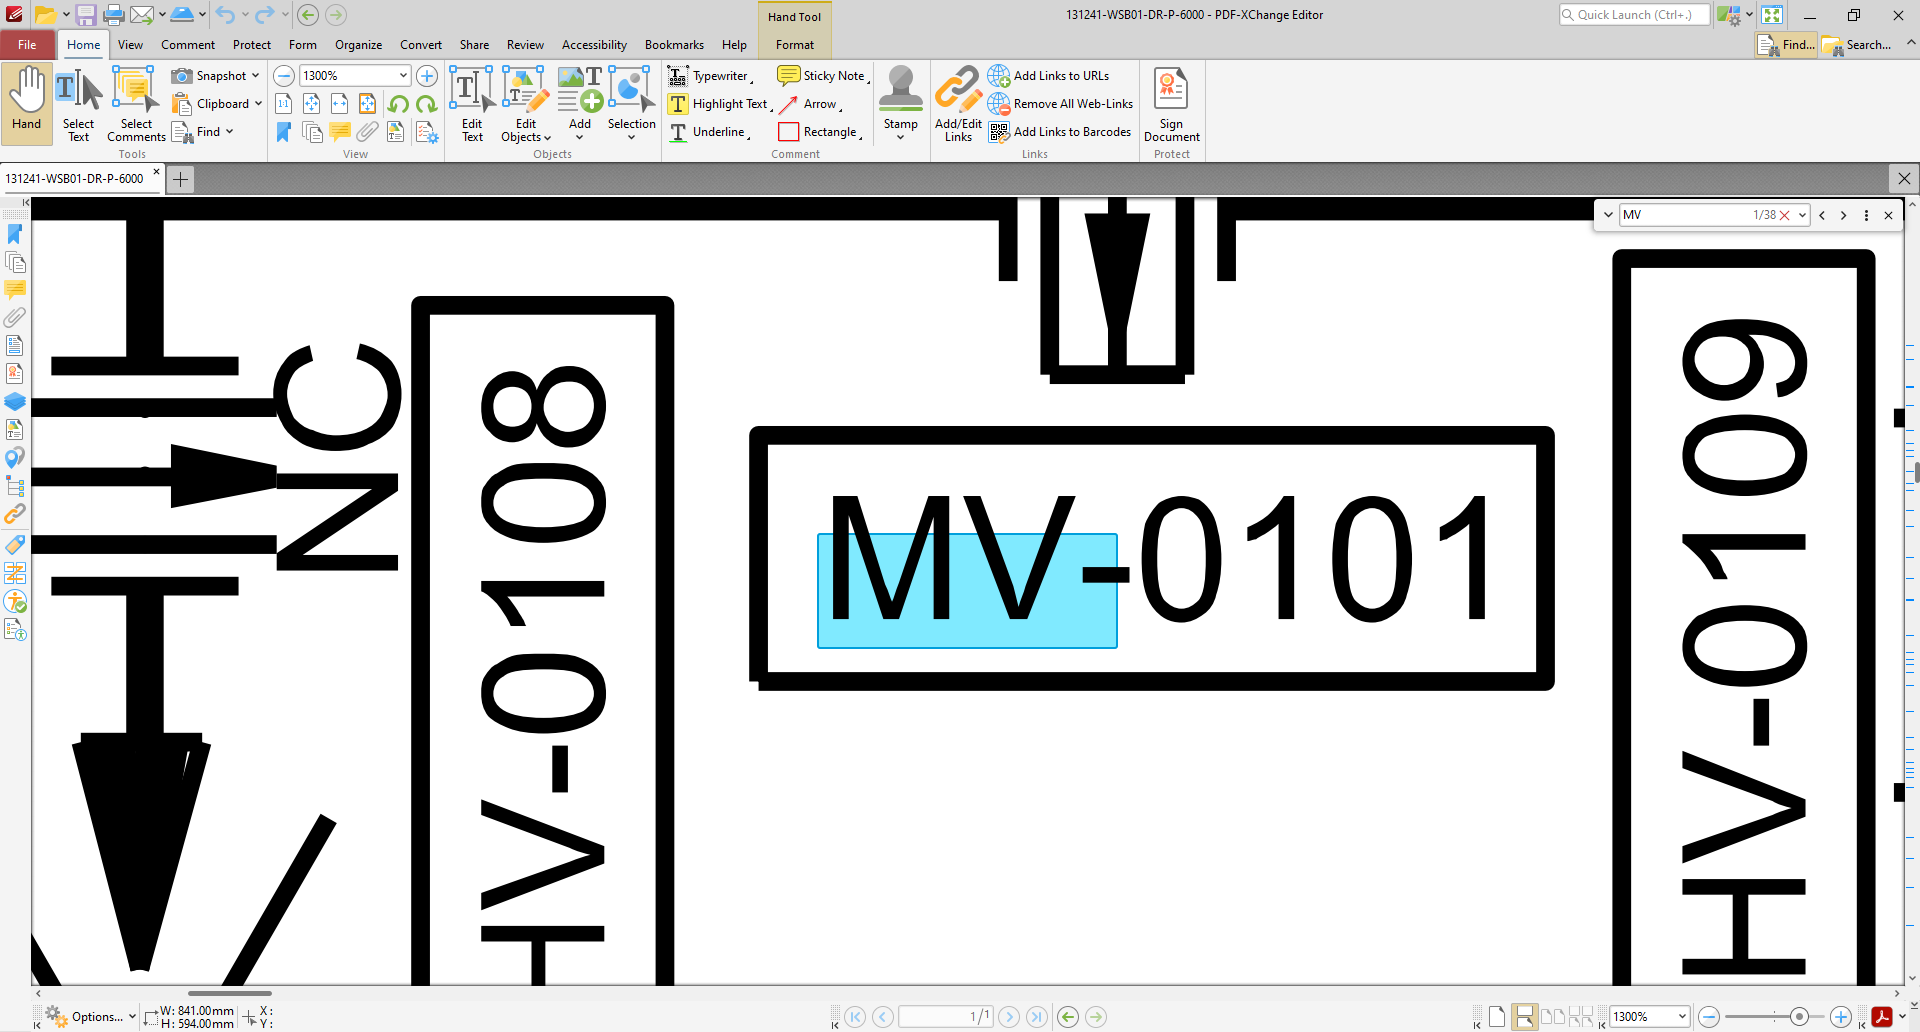 Hand Tool
131241-WSB01-DR-P-6000 - PDF-XChange Editor
Quick Launch (Ctrl+.)
File Home View Comment Protect Form Organize Convert Share Review Accessibility Bookmarks Help Format
Find... Search...
Hand
Select Text
Select Comments
Snapshot
Clipboard
Find
Tools
1300%
1:1
View
Edit Text
Edit Objects
Add
Selection
Objects
Typewriter
Highlight Text
Underline
Sticky Note
Arrow
Rectangle
Stamp
Comment
Add/Edit Links
Add Links to URLs
Remove All Web-Links
Add Links to Barcodes
Links
Sign Document
Protect
131241-WSB01-DR-P-6000
MV 1/38
NC
HV-0108
MV-0101
HV-0109
Options...
W: 841.00mm
H: 594.00mm
X:
Y:
1/1
1300%